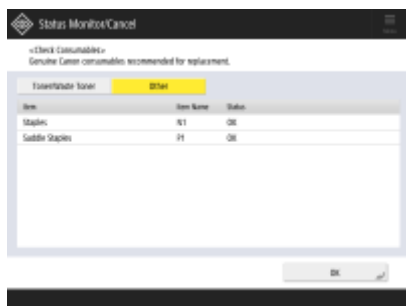 Status Monitor/Cancel
<Check Consumables>
Genuine Canon consumables recommended for replacement.
Toner/Waste Toner Other
Item Item Name Status
Staples N1 OK
Saddle Staples P1 OK
OK